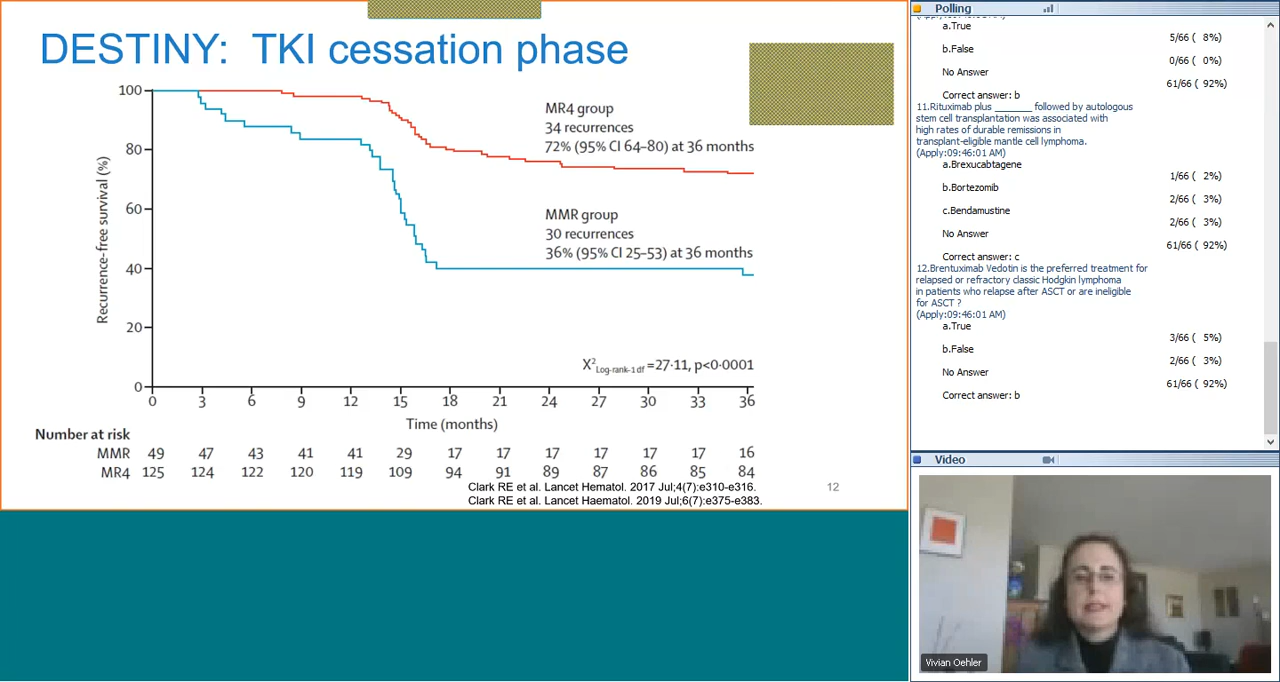 DESTINY:  TKI cessation phase
100
80
60
40
20
0
Recurrence-free survival (%)
MR4 group
34 recurrences
72% (95% CI 64–80) at 36 months
MMR group
30 recurrences
36% (95% CI 25–53) at 36 months
X² Log-rank-1 df =27·11, p<0·0001
0 3 6 9 12 15 18 21 24 27 30 33 36
Time (months)
Number at risk
MMR 49 47 43 41 41 29 17 17 17 17 17 17 16
MR4 125 124 122 120 119 109 94 91 89 87 86 85 84
Clark RE et al. Lancet Hematol. 2017 Jul;4(7):e310-e316.
Clark RE et al. Lancet Haematol. 2019 Jul;6(7):e375-e383.
12
Polling
a.True
5/66 ( 8%)
b.False
0/66 ( 0%)
No Answer
61/66 ( 92%)
Correct answer: b
11.Rituximab plus _______ followed by autologous
stem cell transplantation was associated with
high rates of durable remissions in
transplant-eligible mantle cell lymphoma.
(Apply:09:46:01 AM)
a.Brexucabtagene
1/66 ( 2%)
b.Bortezomib
2/66 ( 3%)
c.Bendamustine
2/66 ( 3%)
No Answer
61/66 ( 92%)
Correct answer: c
12.Brentuximab Vedotin is the preferred treatment for
relapsed or refractory classic Hodgkin lymphoma
in patients who relapse after ASCT or are ineligible
for ASCT ?
(Apply:09:46:01 AM)
a.True
3/66 ( 5%)
b.False
2/66 ( 3%)
No Answer
61/66 ( 92%)
Correct answer: b
Video
Vivian Oehler